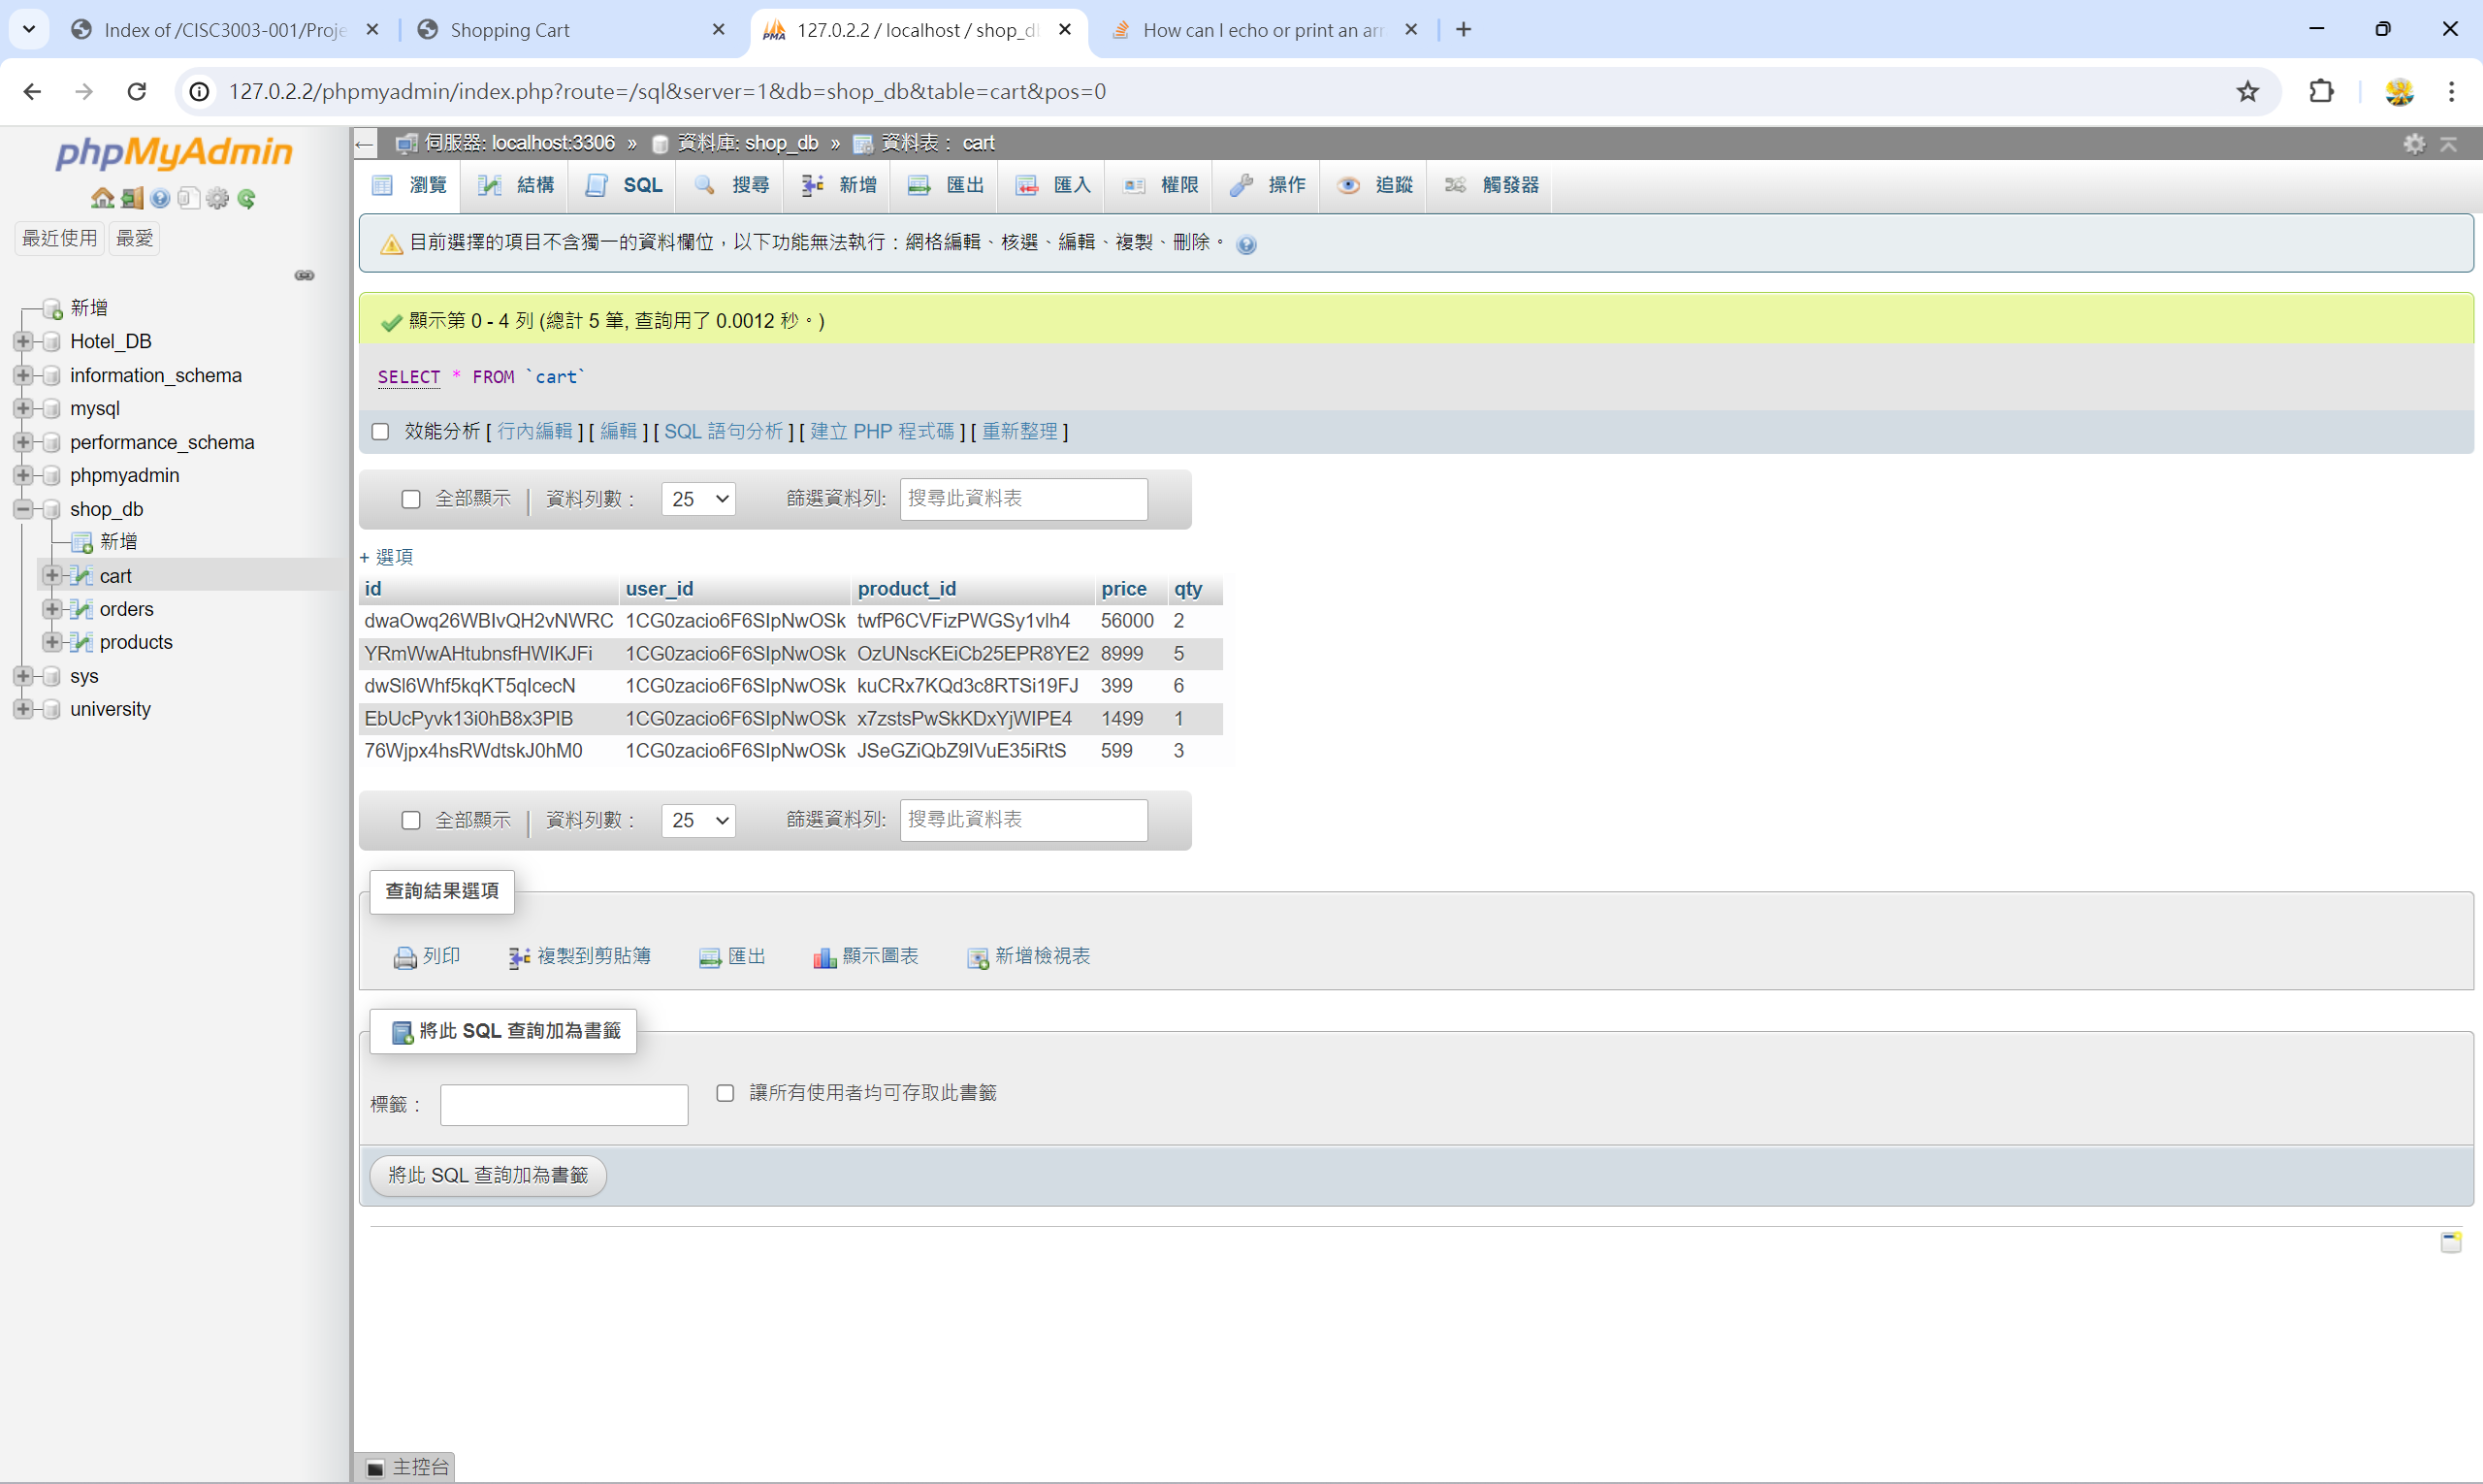 Index of /CISC3003-001/Proje
Shopping Cart
127.0.2.2 / localhost / shop_d
How can I echo or print an arr
127.0.2.2/phpmyadmin/index.php?route=/sql&server=1&db=shop_db&table=cart&pos=0
phpMyAdmin
最近使用 最愛
新增
Hotel_DB
information_schema
mysql
performance_schema
phpmyadmin
shop_db
新增
cart
orders
products
sys
university
伺服器: localhost:3306 » 資料庫: shop_db » 資料表： cart
瀏覽 結構 SQL 搜尋 新增 匯出 匯入 權限 操作 追蹤 觸發器
目前選擇的項目不含獨一的資料欄位，以下功能無法執行：網格編輯、核選、編輯、複製、刪除。
顯示第 0 - 4 列 (總計 5 筆, 查詢用了 0.0012 秒。)
SELECT * FROM `cart`
效能分析 [ 行內編輯 ] [ 編輯 ] [ SQL 語句分析 ] [ 建立 PHP 程式碼 ] [ 重新整理 ]
全部顯示 | 資料列數： 25 篩選資料列: 搜尋此資料表
+ 選項
id user_id product_id price qty
dwaOwq26WBIvQH2vNWRC 1CG0zacio6F6SIpNwOSk twfP6CVFizPWGSy1vlh4 56000 2
YRmWwAHtubnsfHWIKJFi 1CG0zacio6F6SIpNwOSk OzUNscKEiCb25EPR8YE2 8999 5
dwSl6Whf5kqKT5qIcecN 1CG0zacio6F6SIpNwOSk kuCRx7KQd3c8RTSi19FJ 399 6
EbUcPyvk13i0hB8x3PIB 1CG0zacio6F6SIpNwOSk x7zstsPwSkKDxYjWIPE4 1499 1
76Wjpx4hsRWdtskJ0hM0 1CG0zacio6F6SIpNwOSk JSeGZiQbZ9IVuE35iRtS 599 3
全部顯示 | 資料列數： 25 篩選資料列: 搜尋此資料表
查詢結果選項
列印 複製到剪貼簿 匯出 顯示圖表 新增檢視表
將此 SQL 查詢加為書籤
標籤： 讓所有使用者均可存取此書籤
將此 SQL 查詢加為書籤
主控台